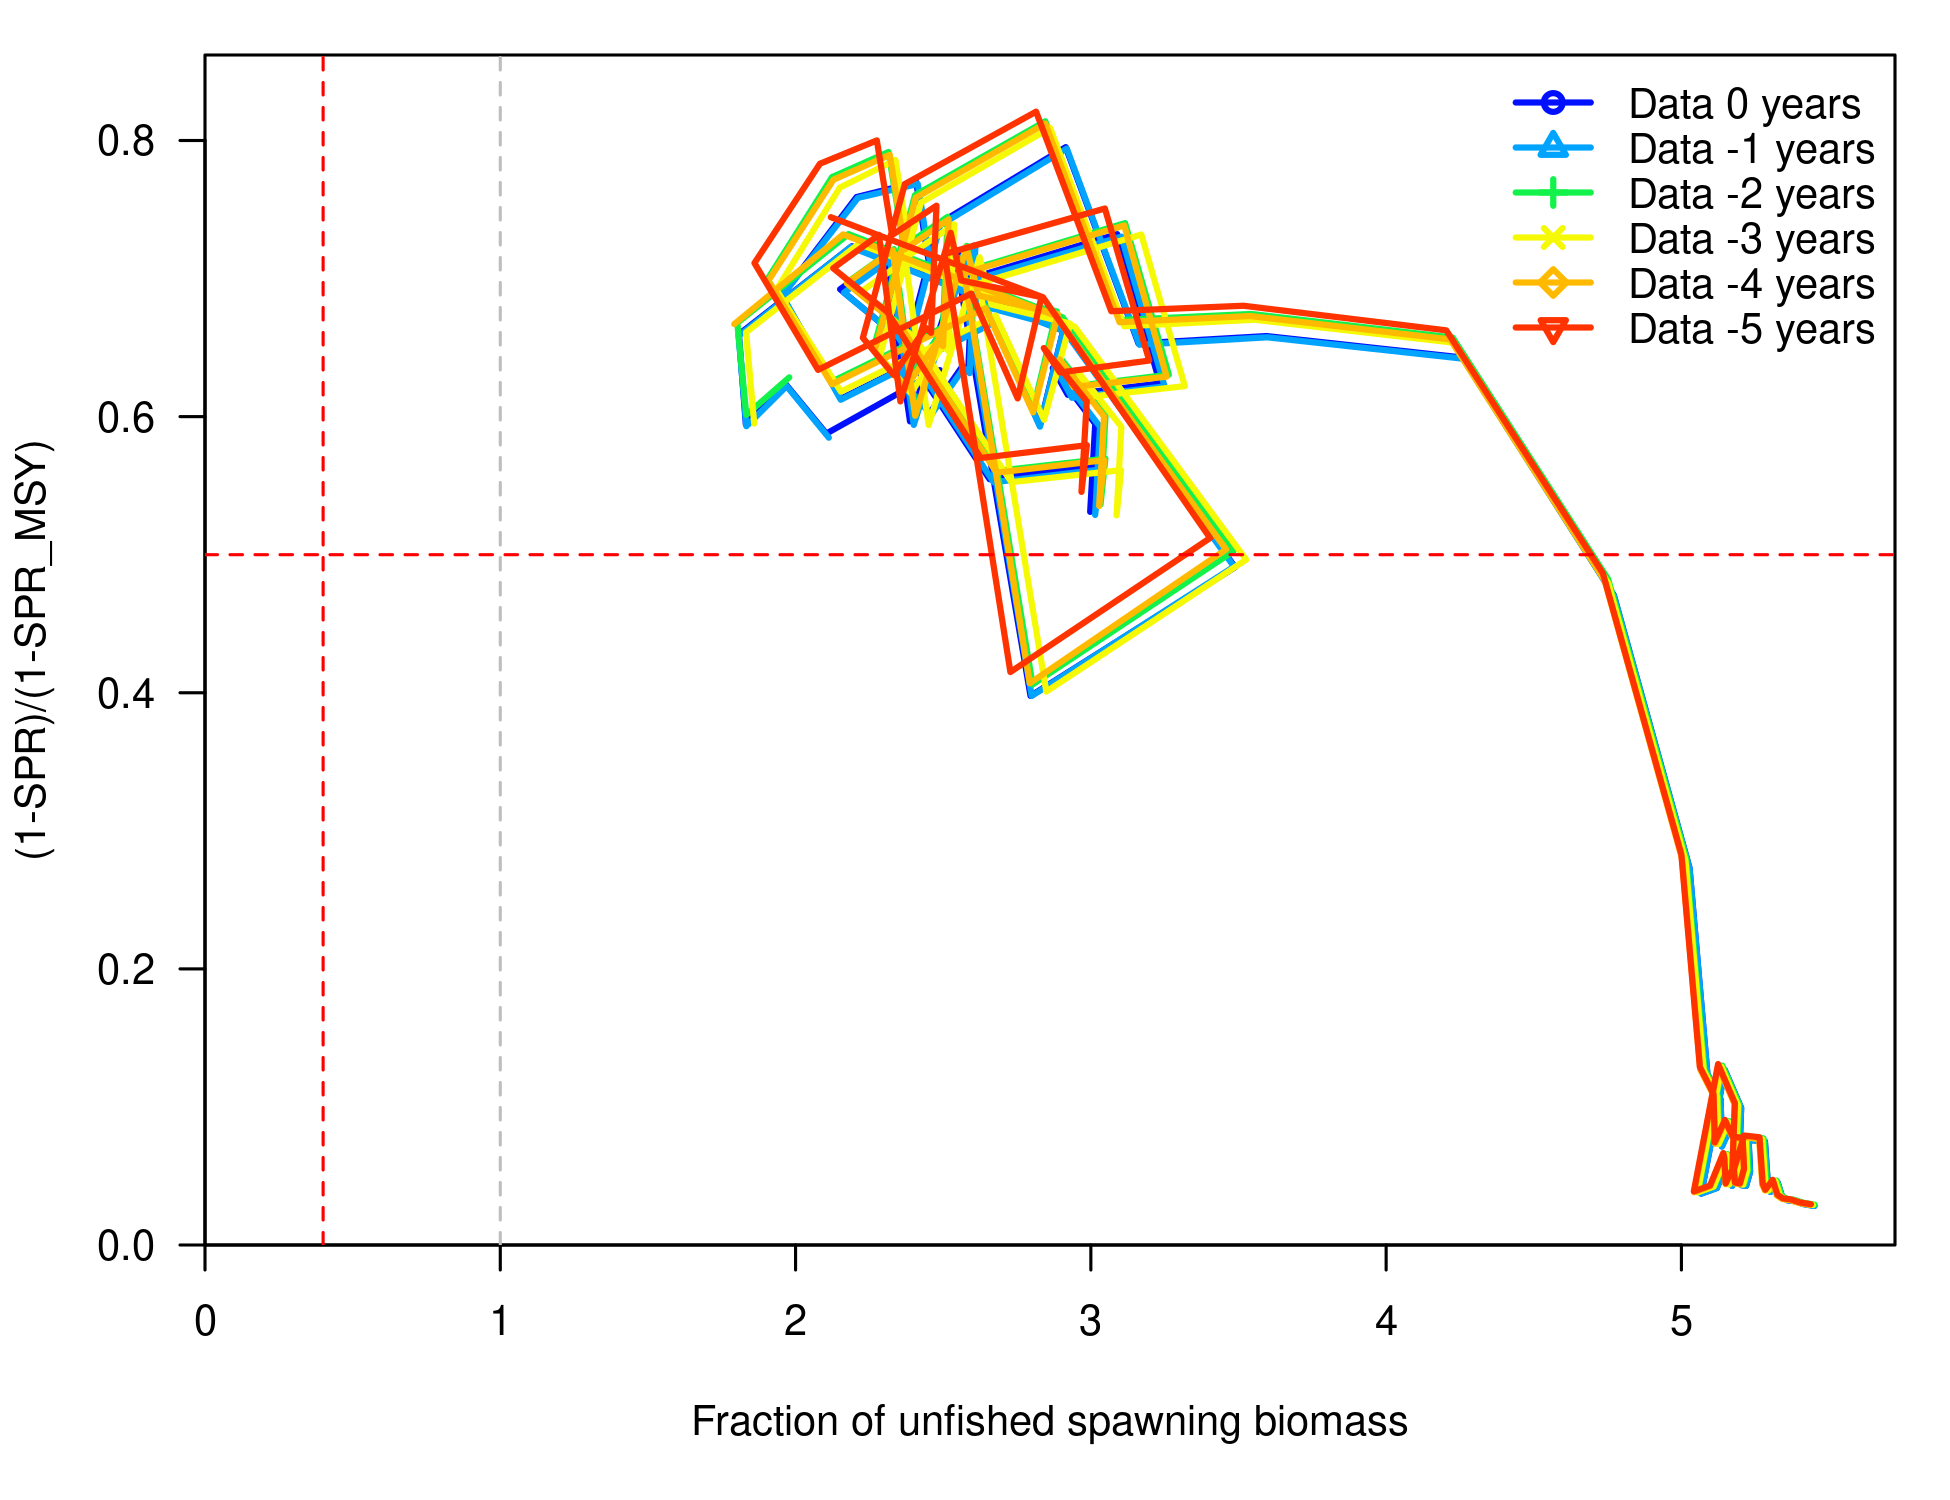 Data 0 years
Data -1 years
Data -2 years
Data -3 years
Data -4 years
Data -5 years
(1-SPR)/(1-SPR_MSY)
0.8
0.6
0.4
0.2
0.0
0 1 2 3 4 5
Fraction of unfished spawning biomass